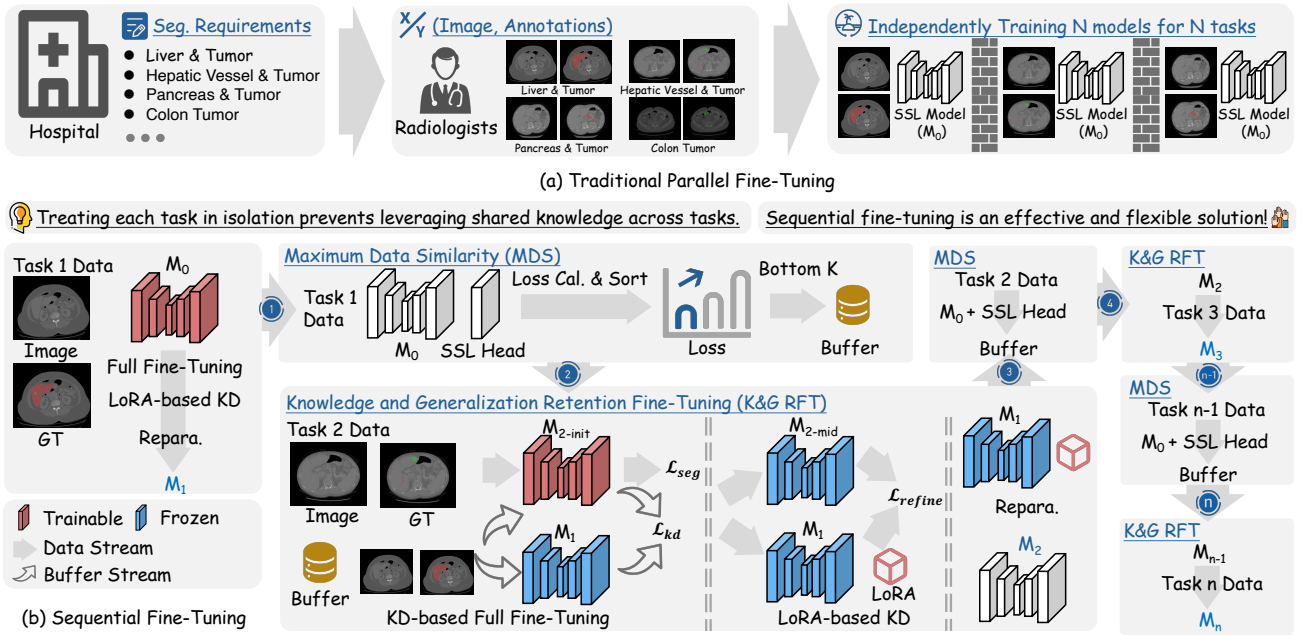 Hospital
Seg. Requirements
Liver & Tumor
Hepatic Vessel & Tumor
Pancreas & Tumor
Colon Tumor
X/Y (Image, Annotations)
Radiologists
Liver & Tumor
Hepatic Vessel & Tumor
Pancreas & Tumor
Colon Tumor
Independently Training N models for N tasks
SSL Model
(M0)
SSL Model
(M0)
SSL Model
(M0)
(a) Traditional Parallel Fine-Tuning
Treating each task in isolation prevents leveraging shared knowledge across tasks.
Sequential fine-tuning is an effective and flexible solution!
Task 1 Data
M0
Image
GT
Full Fine-Tuning
LoRA-based KD
Repara.
M1
1
Maximum Data Similarity (MDS)
Task 1
Data
M0
SSL Head
Loss Cal. & Sort
Loss
Bottom K
Buffer
2
Knowledge and Generalization Retention Fine-Tuning (K&G RFT)
Task 2 Data
Image
GT
Buffer
M2-init
M1
Lseg
Lkd
KD-based Full Fine-Tuning
M2-mid
M1
Lrefine
LoRA
LoRA-based KD
M1
Repara.
M2
3
MDS
Task 2 Data
M0 + SSL Head
Buffer
4
K&G RFT
M2
Task 3 Data
M3
n-1
MDS
Task n-1 Data
M0 + SSL Head
Buffer
n
K&G RFT
Mn-1
Task n Data
Mn
Trainable
Frozen
Data Stream
Buffer Stream
(b) Sequential Fine-Tuning